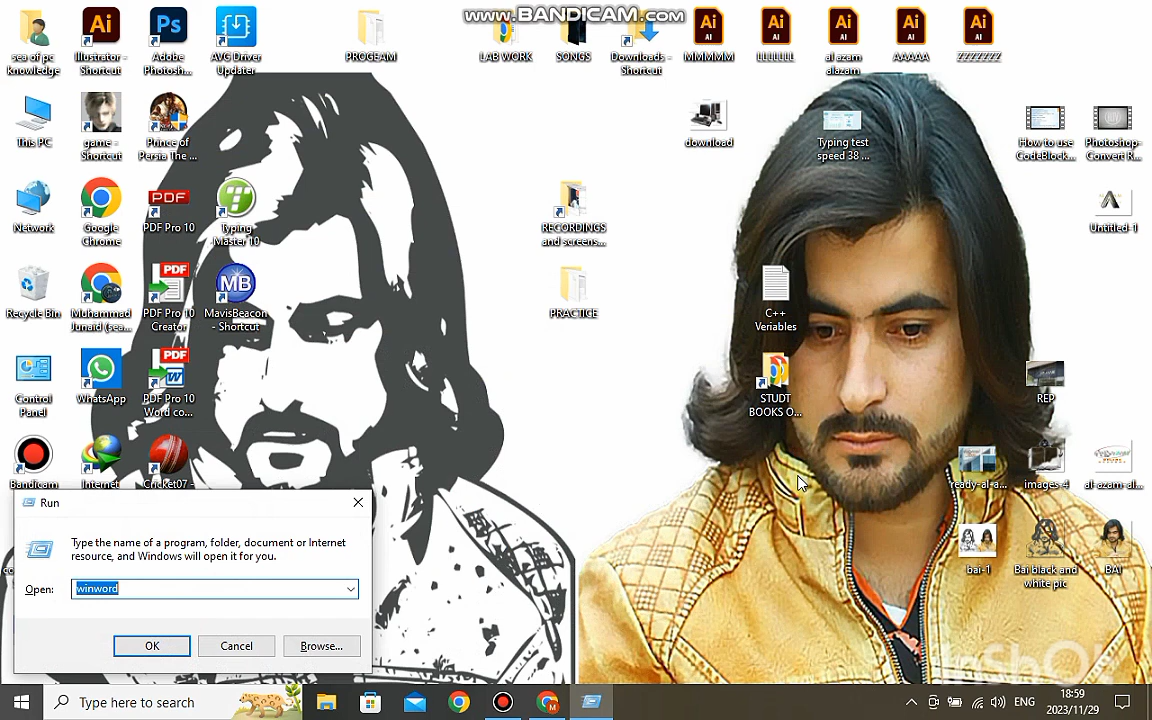 www.BANDICAM.com
sea of pc
knowledge
Illustrator -
Shortcut
Adobe
Photosh...
AVG Driver
Updater
PROGEAM
LAB WORK
SONGS
Downloads -
Shortcut
MMMMM
LLLLLLL
al azam
alazam
AAAAA
ZZZZZZZ
This PC
game -
Shortcut
Prince of
Persia The ...
download
Typing test
speed 38 ...
How to use
CodeBlock...
Photoshop-
Convert R...
Network
Google
Chrome
PDF
PDF Pro 10
Typing
Master 10
RECORDINGS
and screens...
Untitled-1
Recycle Bin
Muhammad
Junaid (sea...
PDF
PDF Pro 10
Creator
MB
MavisBeacon
- Shortcut
PRACTICE
C++
Veriables
Control
Panel
WhatsApp
PDF
PDF Pro 10
Word co...
STUDT
BOOKS O...
REP
Bandicam
Internet
Cricket07 -
ready-al-a...
images-4
al-azam-al...
bai-1
Bai black and
white pic
BAI
Run
Type the name of a program, folder, document or Internet
resource, and Windows will open it for you.
Open:
winword
OK
Cancel
Browse...
InShO
Type here to search
ENG
18:59
2023/11/29